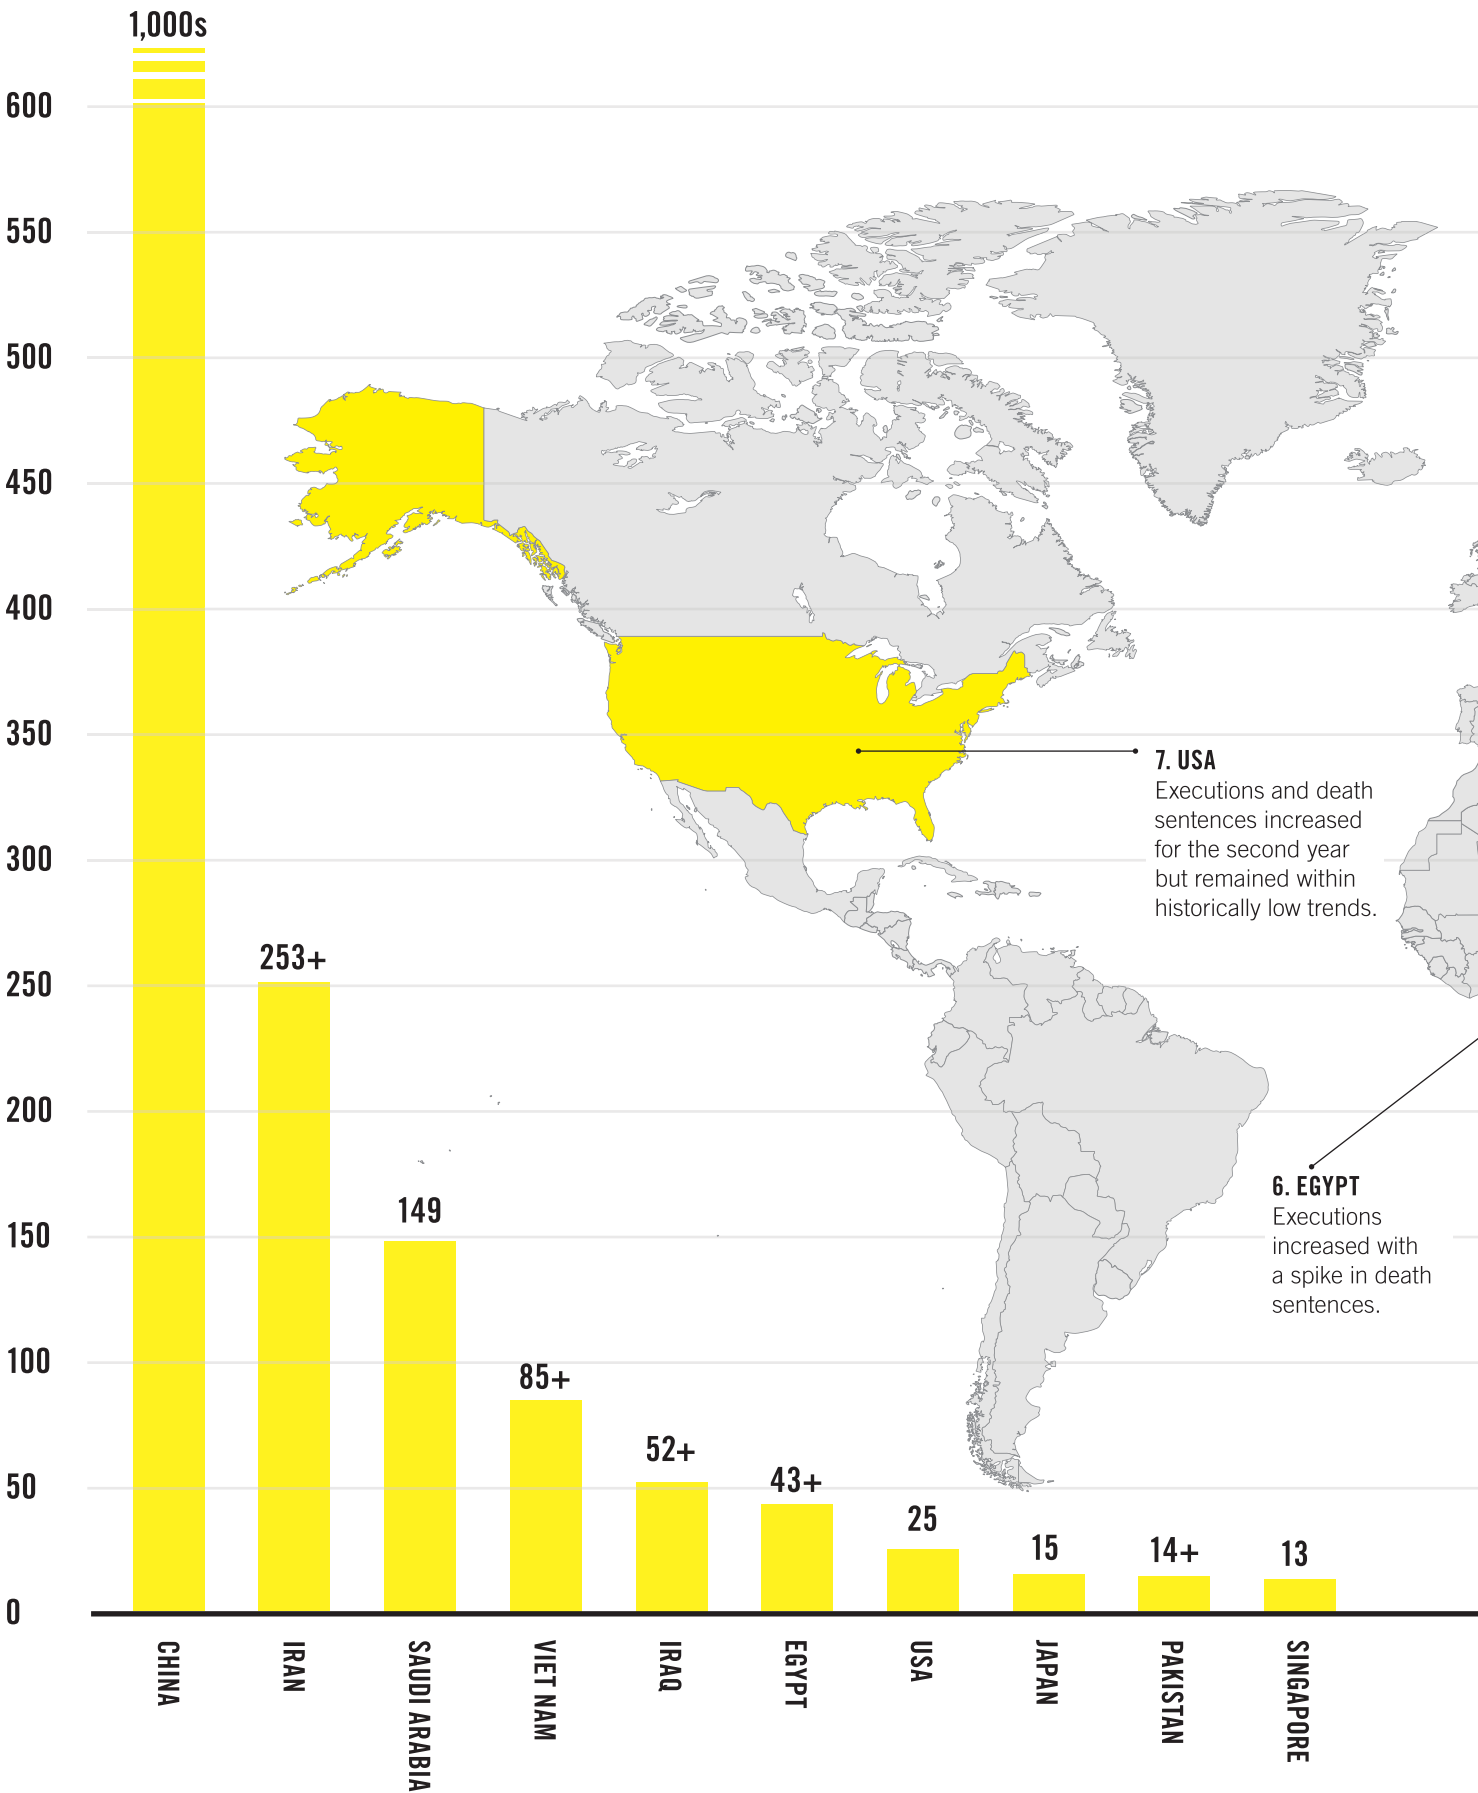 1,000s
600
550
500
450
400
350
300
250
200
150
100
50
0
253+
149
85+
52+
43+
25
15
14+
13
7. USA
Executions and death
sentences increased
for the second year
but remained within
historically low trends.
6. EGYPT
Executions
increased with
a spike in death
sentences.
CHINA
IRAN
SAUDI ARABIA
VIET NAM
IRAQ
EGYPT
USA
JAPAN
PAKISTAN
SINGAPORE